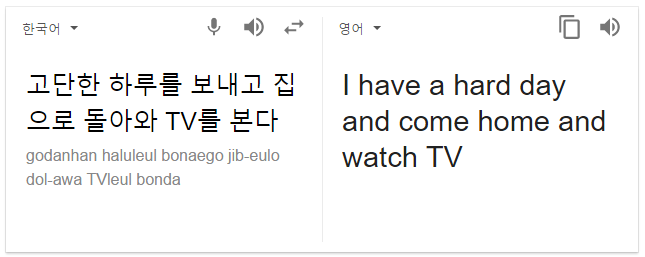 한국어
고단한 하루를 보내고 집
으로 돌아와 TV를 본다
godanhan haluleul bonaego jib-eulo
dol-awa TVleul bonda
영어
I have a hard day
and come home and
watch TV